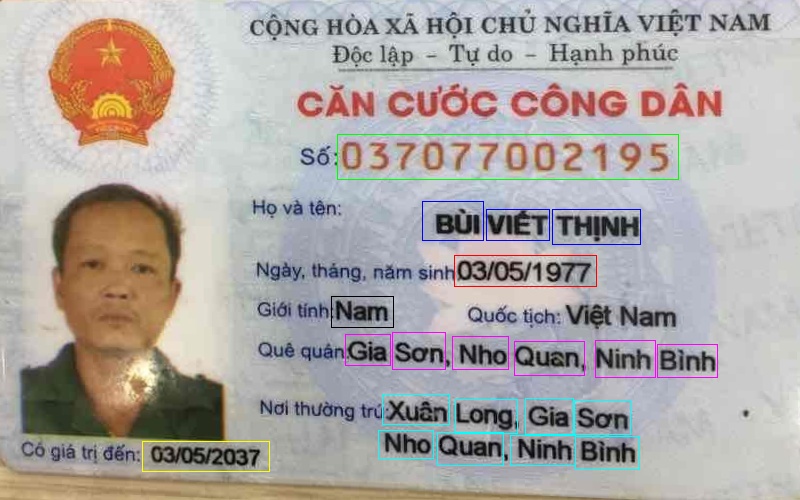 CỘNG HÒA XÃ HỘI CHỦ NGHĨA VIỆT NAM
Độc lập – Tự do – Hạnh phúc
CĂN CƯỚC CÔNG DÂN
Số: 037077002195
Họ và tên: BÙI VIẾT THỊNH
Ngày, tháng, năm sinh: 03/05/1977
Giới tính: Nam Quốc tịch: Việt Nam
Quê quán: Gia Sơn, Nho Quan, Ninh Bình
Nơi thường trú: Xuân Long, Gia Sơn
Nho Quan, Ninh Bình
Có giá trị đến: 03/05/2037